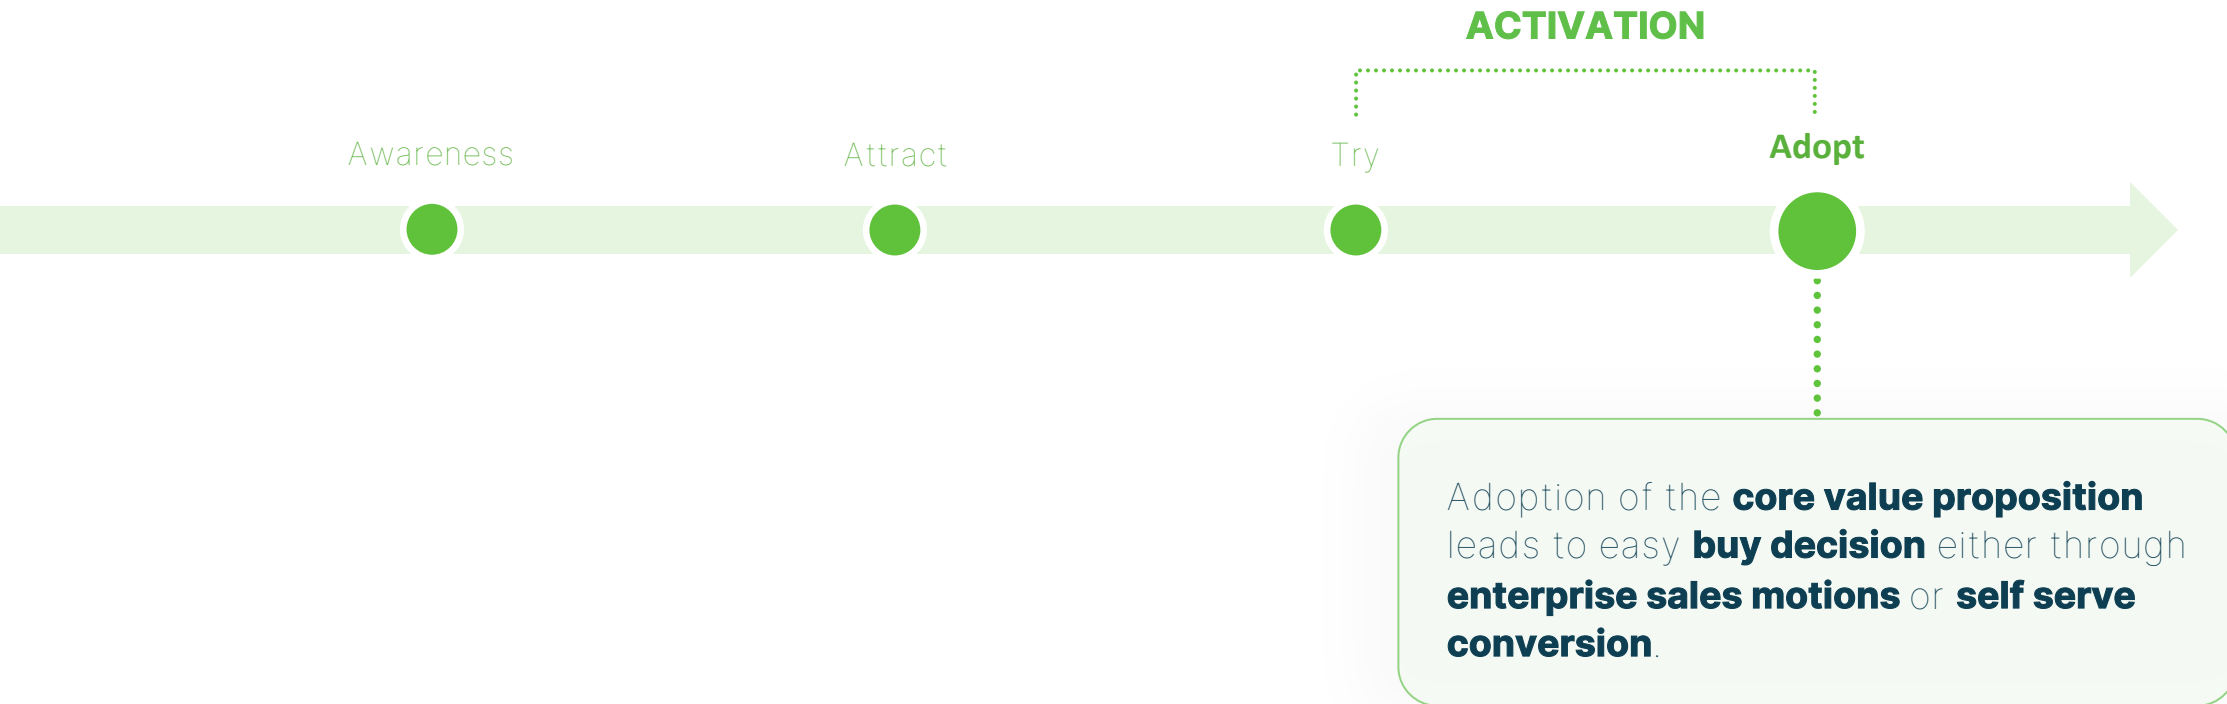 ACTIVATION
Awareness
Attract
Try
Adopt
Adoption of the core value proposition
leads to easy buy decision either through
enterprise sales motions or self serve
conversion.